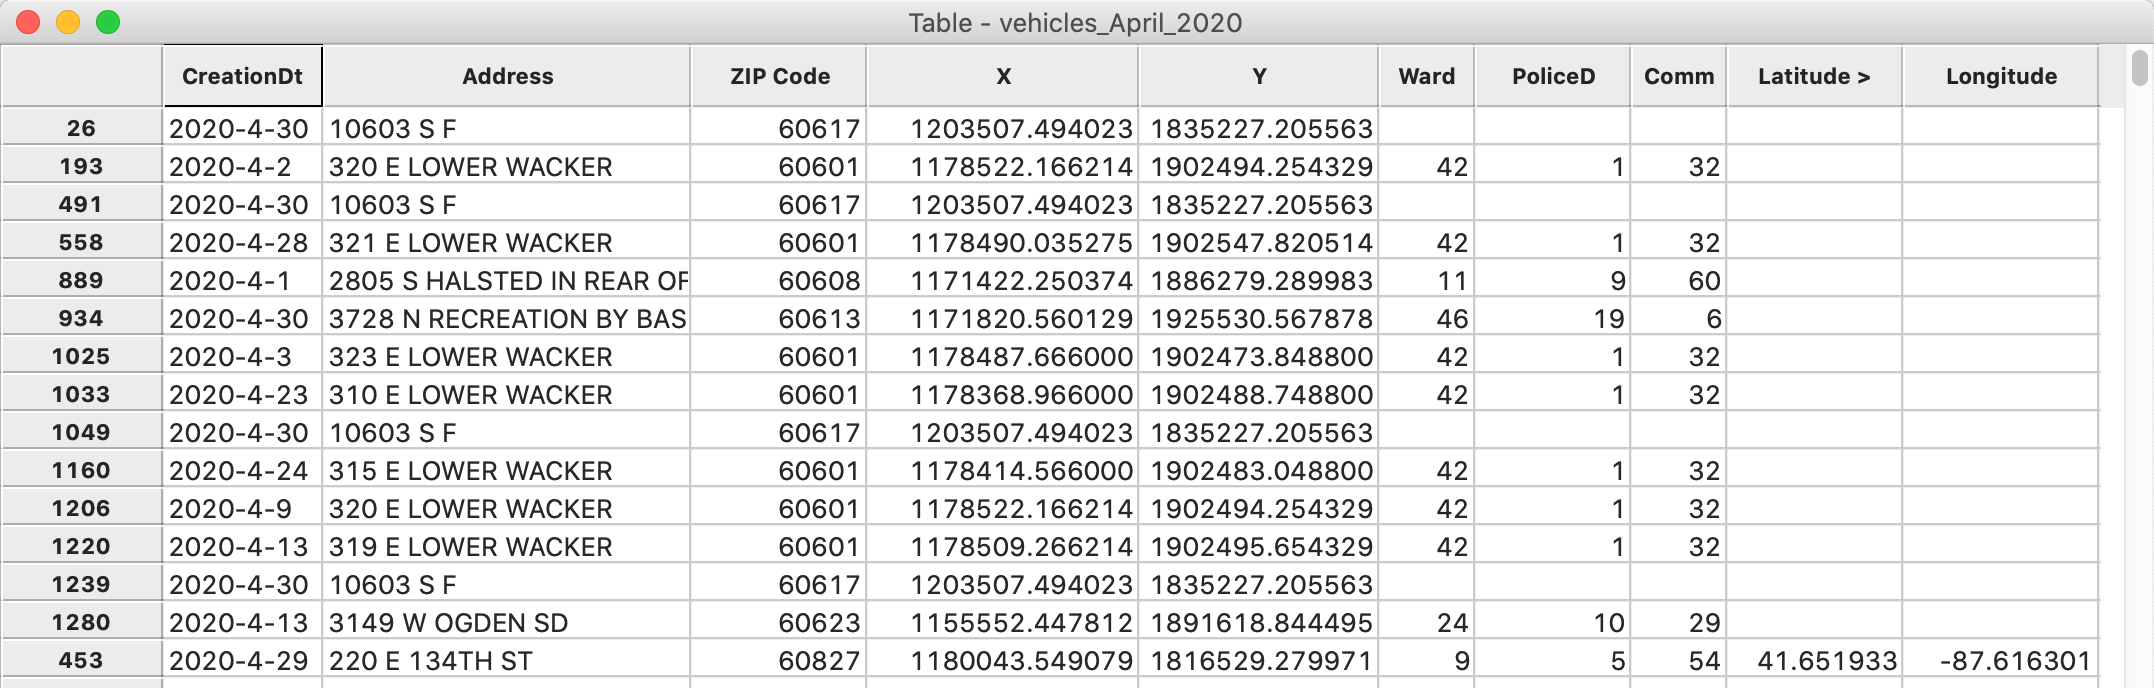 Table - vehicles_April_2020
CreationDt Address ZIP Code X Y Ward PoliceD Comm Latitude > Longitude
26 2020-4-30 10603 S F 60617 1203507.494023 1835227.205563
193 2020-4-2 320 E LOWER WACKER 60601 1178522.166214 1902494.254329 42 1 32
491 2020-4-30 10603 S F 60617 1203507.494023 1835227.205563
558 2020-4-28 321 E LOWER WACKER 60601 1178490.035275 1902547.820514 42 1 32
889 2020-4-1 2805 S HALSTED IN REAR OF 60608 1171422.250374 1886279.289983 11 9 60
934 2020-4-30 3728 N RECREATION BY BAS 60613 1171820.560129 1925530.567878 46 19 6
1025 2020-4-3 323 E LOWER WACKER 60601 1178487.666000 1902473.848800 42 1 32
1033 2020-4-23 310 E LOWER WACKER 60601 1178368.966000 1902488.748800 42 1 32
1049 2020-4-30 10603 S F 60617 1203507.494023 1835227.205563
1160 2020-4-24 315 E LOWER WACKER 60601 1178414.566000 1902483.048800 42 1 32
1206 2020-4-9 320 E LOWER WACKER 60601 1178522.166214 1902494.254329 42 1 32
1220 2020-4-13 319 E LOWER WACKER 60601 1178509.266214 1902495.654329 42 1 32
1239 2020-4-30 10603 S F 60617 1203507.494023 1835227.205563
1280 2020-4-13 3149 W OGDEN SD 60623 1155552.447812 1891618.844495 24 10 29
453 2020-4-29 220 E 134TH ST 60827 1180043.549079 1816529.279971 9 5 54 41.651933 -87.616301